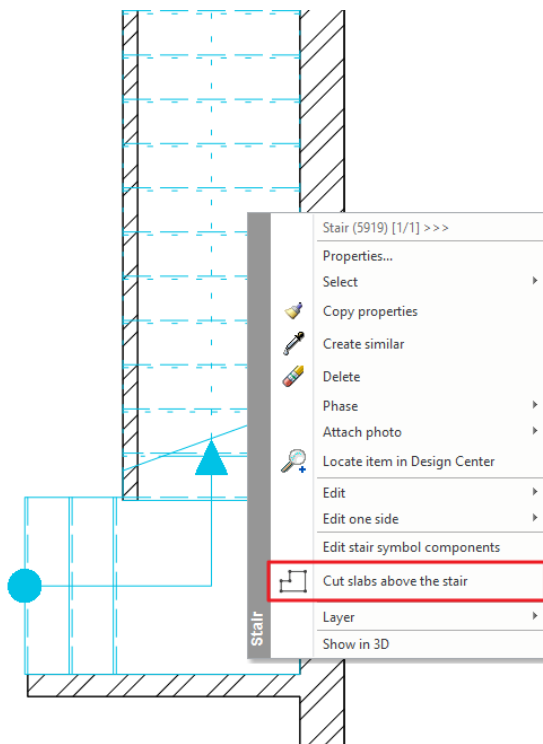 Stair (5919) [1/1] >>>
Properties...
Select
Copy properties
Create similar
Delete
Phase
Attach photo
Locate item in Design Center
Edit
Edit one side
Edit stair symbol components
Cut slabs above the stair
Layer
Show in 3D
Stair